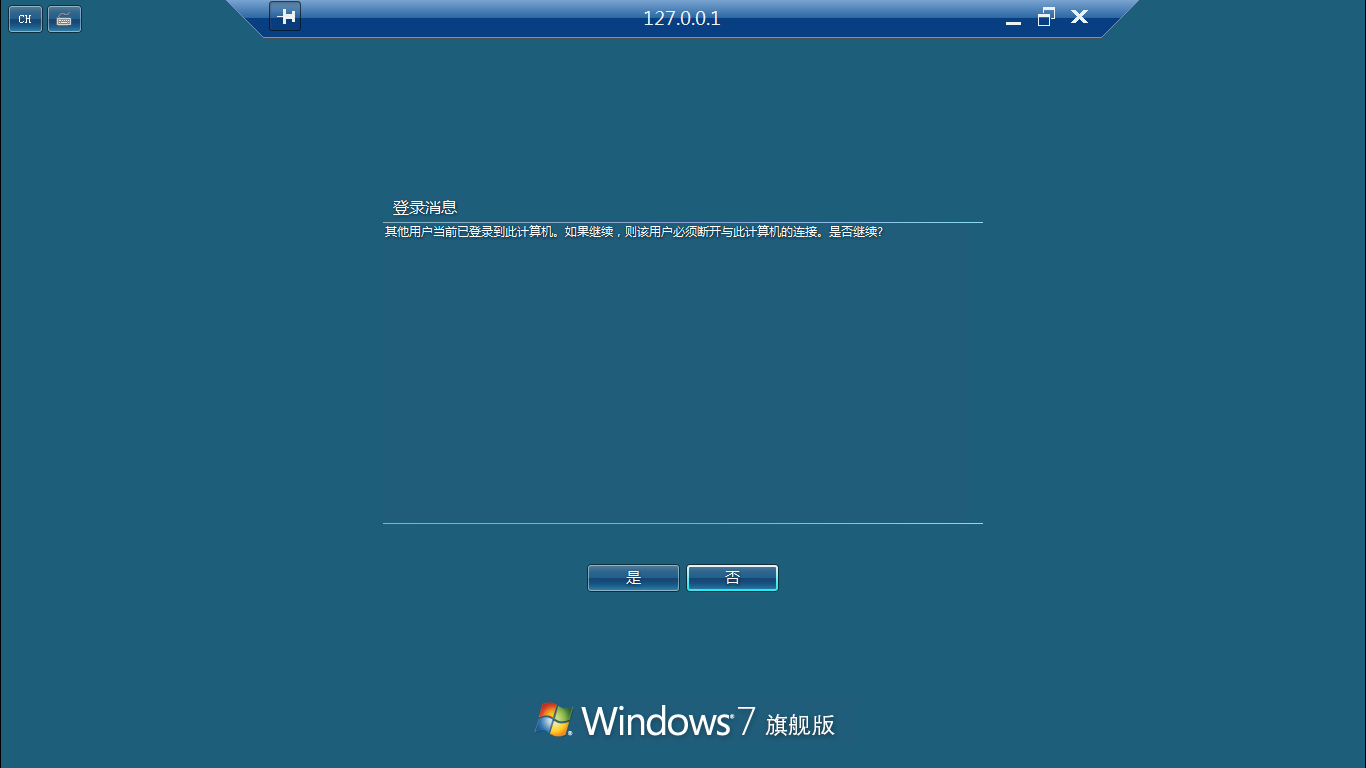 CH
127.0.0.1
登录消息
其他用户当前已登录到此计算机。如果继续，则该用户必须断开与此计算机的连接。是否继续?
是 否
Windows 7 旗舰版